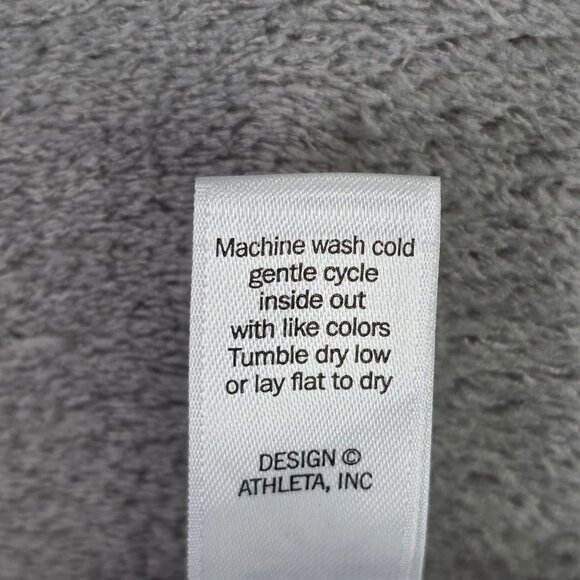 Machine wash cold
gentle cycle
inside out
with like colors
Tumble dry low
or lay flat to dry
DESIGN ©
ATHLETA, INC